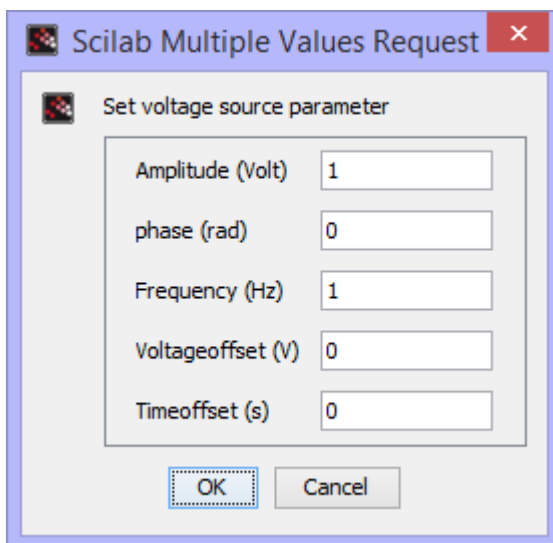 Scilab Multiple Values Request
Set voltage source parameter
Amplitude (Volt) 1
phase (rad) 0
Frequency (Hz) 1
Voltageoffset (V) 0
Timeoffset (s) 0
OK Cancel